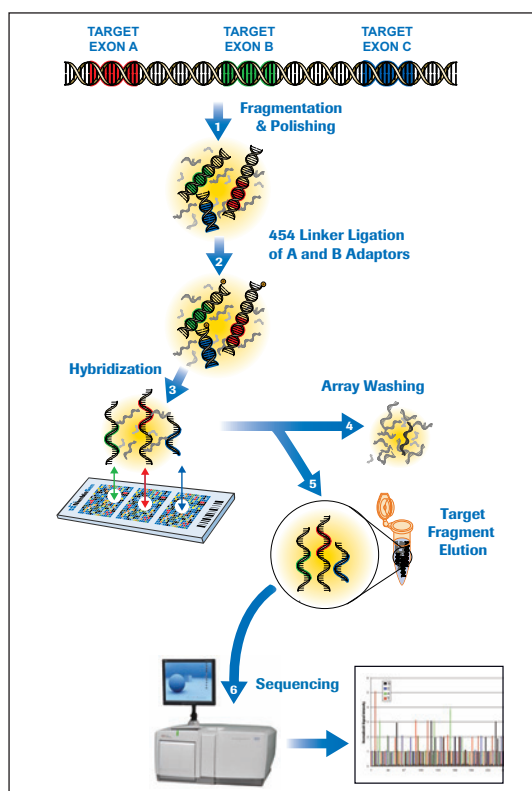 TARGET EXON A
TARGET EXON B
TARGET EXON C
1
Fragmentation
& Polishing
454 Linker Ligation
of A and B Adaptors
2
Hybridization
3
Array Washing
4
5
Target
Fragment
Elution
6
Sequencing